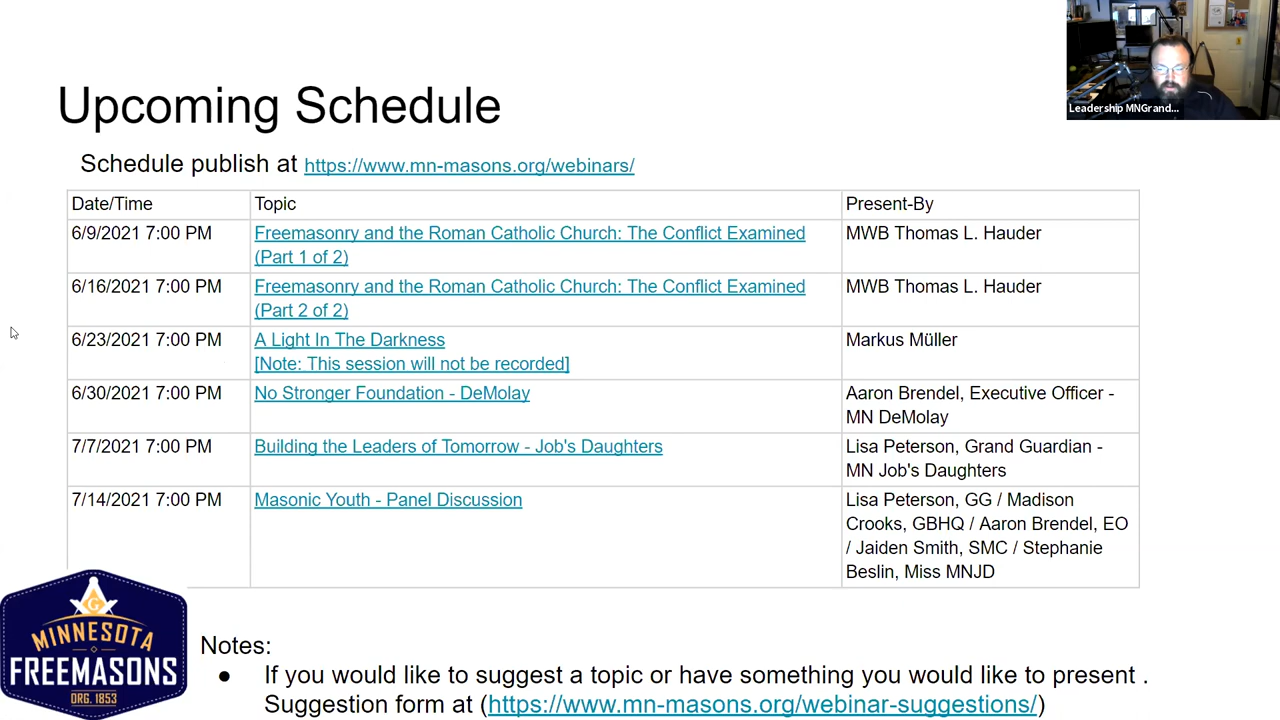 Leadership MNGrand...
Upcoming Schedule
Schedule publish at https://www.mn-masons.org/webinars/
Date/Time Topic Present-By
6/9/2021 7:00 PM Freemasonry and the Roman Catholic Church: The Conflict Examined MWB Thomas L. Hauder
(Part 1 of 2)
6/16/2021 7:00 PM Freemasonry and the Roman Catholic Church: The Conflict Examined MWB Thomas L. Hauder
(Part 2 of 2)
6/23/2021 7:00 PM A Light In The Darkness Markus Müller
[Note: This session will not be recorded]
6/30/2021 7:00 PM No Stronger Foundation - DeMolay Aaron Brendel, Executive Officer -
MN DeMolay
7/7/2021 7:00 PM Building the Leaders of Tomorrow - Job's Daughters Lisa Peterson, Grand Guardian -
MN Job's Daughters
7/14/2021 7:00 PM Masonic Youth - Panel Discussion Lisa Peterson, GG / Madison
Crooks, GBHQ / Aaron Brendel, EO
/ Jaiden Smith, SMC / Stephanie
Beslin, Miss MNJD
G
MINNESOTA
FREEMASONS
ORG. 1853
Notes:
● If you would like to suggest a topic or have something you would like to present .
Suggestion form at (https://www.mn-masons.org/webinar-suggestions/)